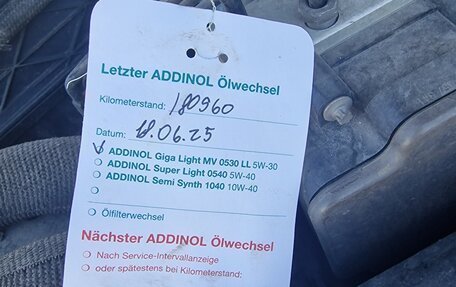 Letzter ADDINOL Ölwechsel
Kilometerstand: 180960
Datum: 18.06.25
ADDINOL Giga Light MV 0530 LL 5W-30
ADDINOL Super Light 0540 5W-40
ADDINOL Semi Synth 1040 10W-40
Ölfilterwechsel
Nächster ADDINOL Ölwechsel
Nach Service-Intervallanzeige
oder spätestens bei Kilometerstand: